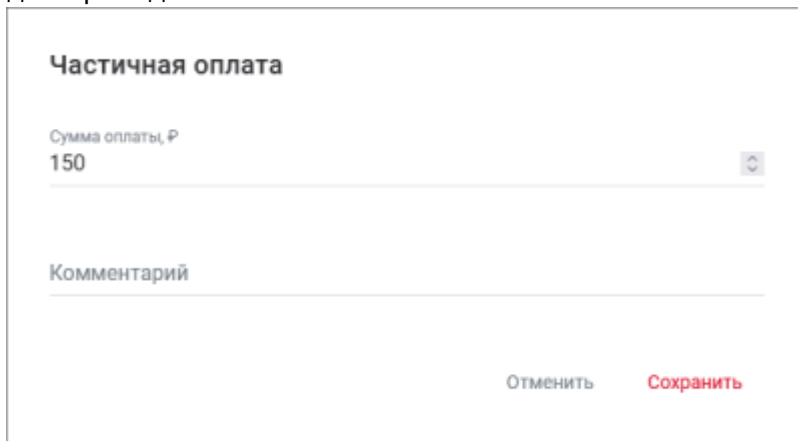 Частичная оплата
Сумма оплаты, ₽
150
Комментарий
Отменить Сохранить